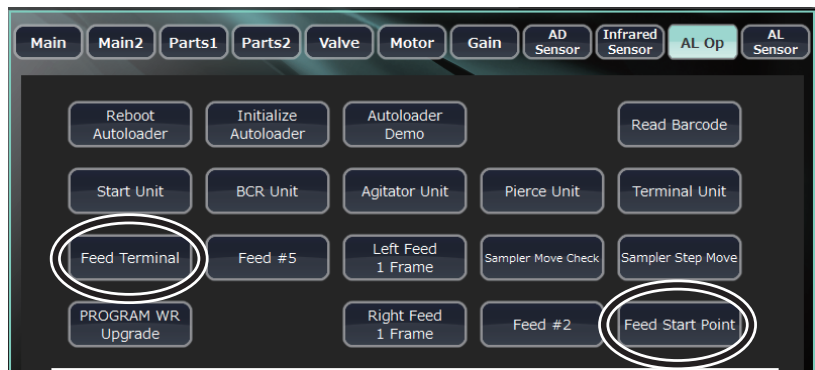 Main Main2 Parts1 Parts2 Valve Motor Gain AD Sensor Infrared Sensor AL Op AL Sensor
Reboot Autoloader Initialize Autoloader Autoloader Demo Read Barcode
Start Unit BCR Unit Agitator Unit Pierce Unit Terminal Unit
Feed Terminal Feed #5 Left Feed 1 Frame Sampler Move Check Sampler Step Move
PROGRAM WR Upgrade Right Feed 1 Frame Feed #2 Feed Start Point